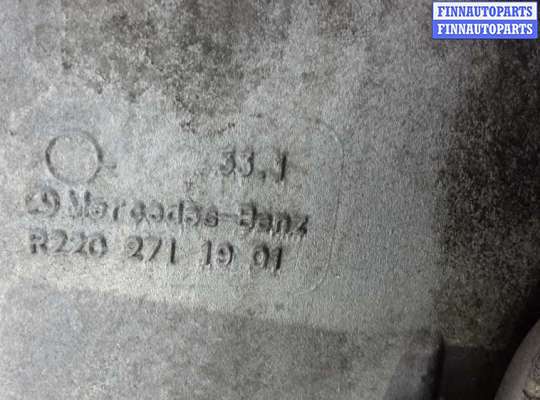 FINNAUTOPARTS
FINNAUTOPARTS
33.1
Mercedes-Benz
R220 271 19 01